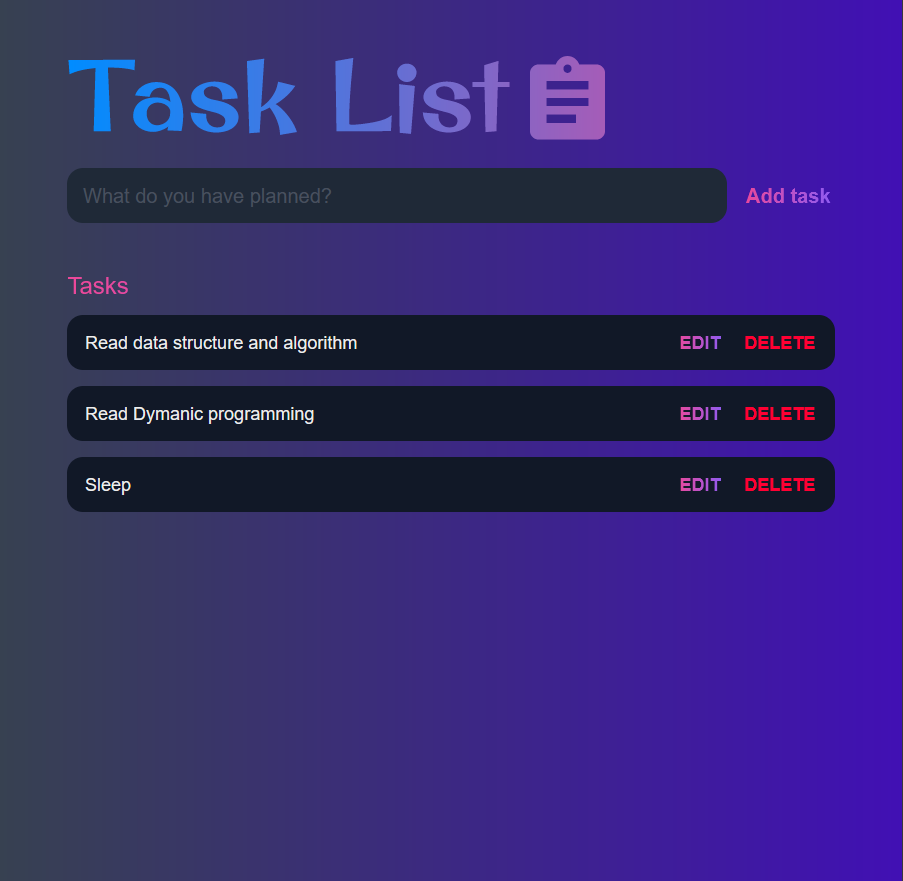 Task List
What do you have planned? Add task
Tasks
Read data structure and algorithm EDIT DELETE
Read Dymanic programming EDIT DELETE
Sleep EDIT DELETE